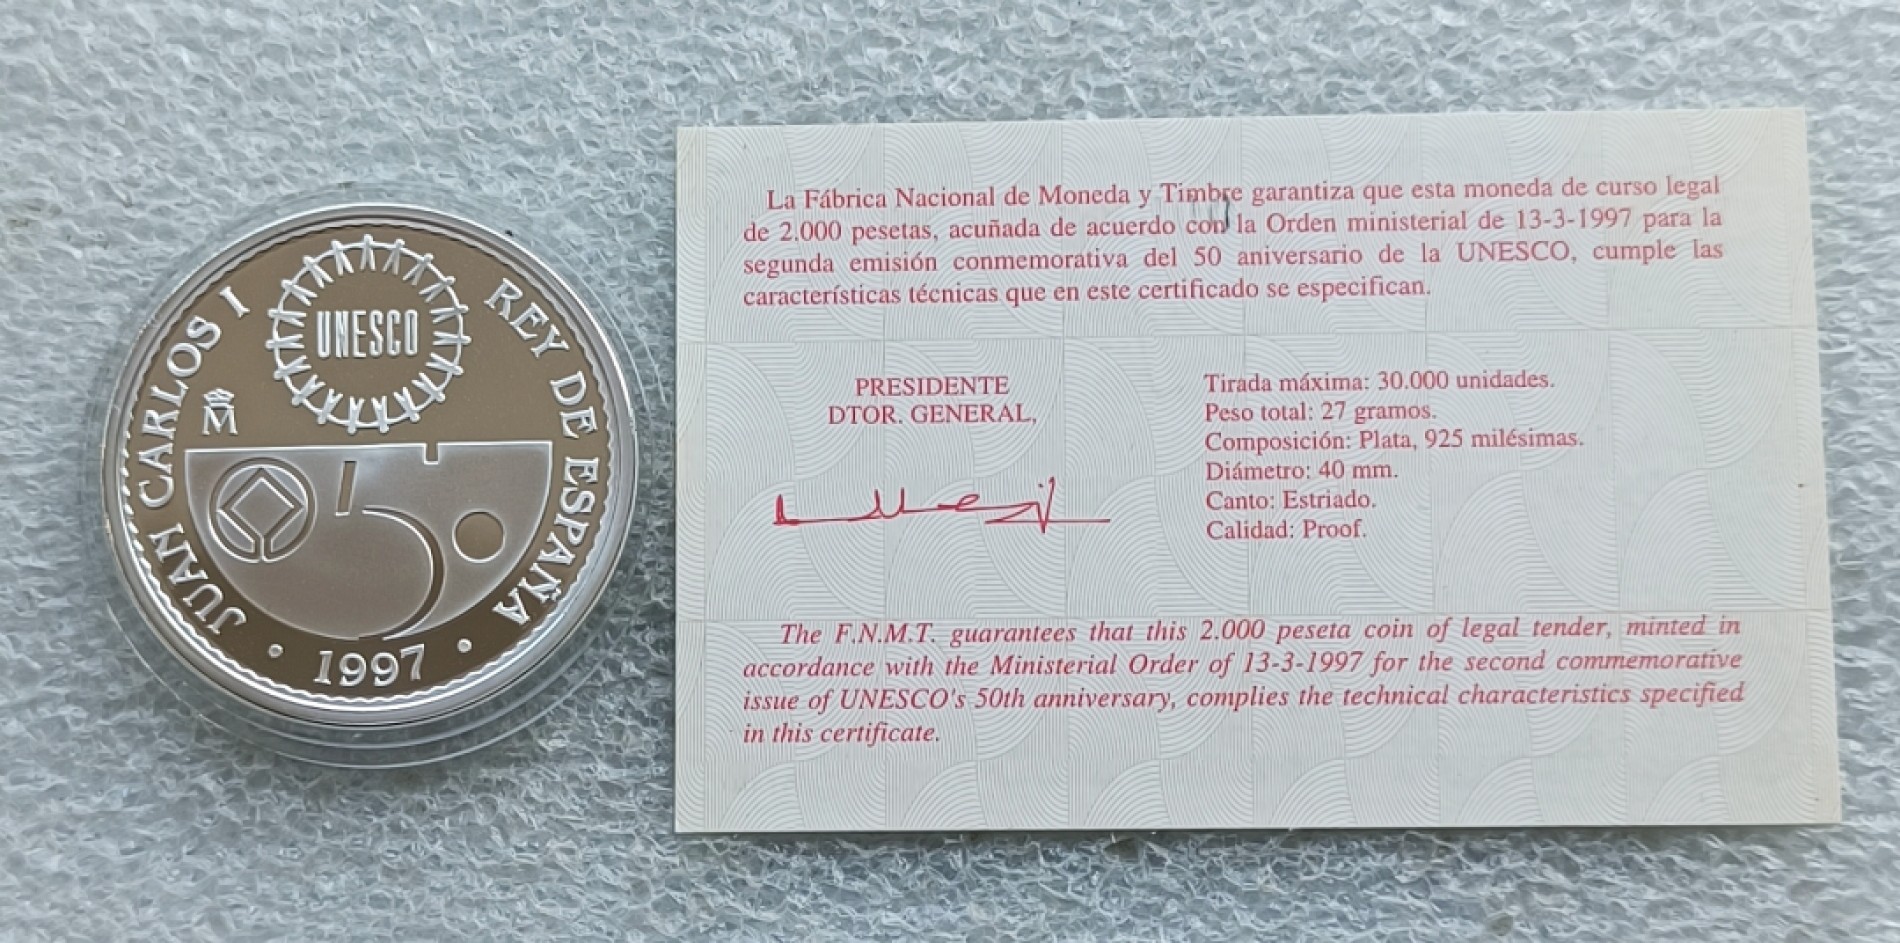 JUAN CARLOS I REY DE ESPAÑA
UNESCO
M
50
• 1997 •
La Fábrica Nacional de Moneda y Timbre garantiza que esta moneda de curso legal
de 2.000 pesetas, acuñada de acuerdo con la Orden ministerial de 13-3-1997 para la
segunda emisión conmemorativa del 50 aniversario de la UNESCO, cumple las
características técnicas que en este certificado se especifican.
PRESIDENTE
DTOR. GENERAL,
Tirada máxima: 30.000 unidades.
Peso total: 27 gramos.
Composición: Plata, 925 milésimas.
Diámetro: 40 mm.
Canto: Estriado.
Calidad: Proof.
The F.N.M.T. guarantees that this 2.000 peseta coin of legal tender, minted in
accordance with the Ministerial Order of 13-3-1997 for the second commemorative
issue of UNESCO's 50th anniversary, complies the technical characteristics specified
in this certificate.